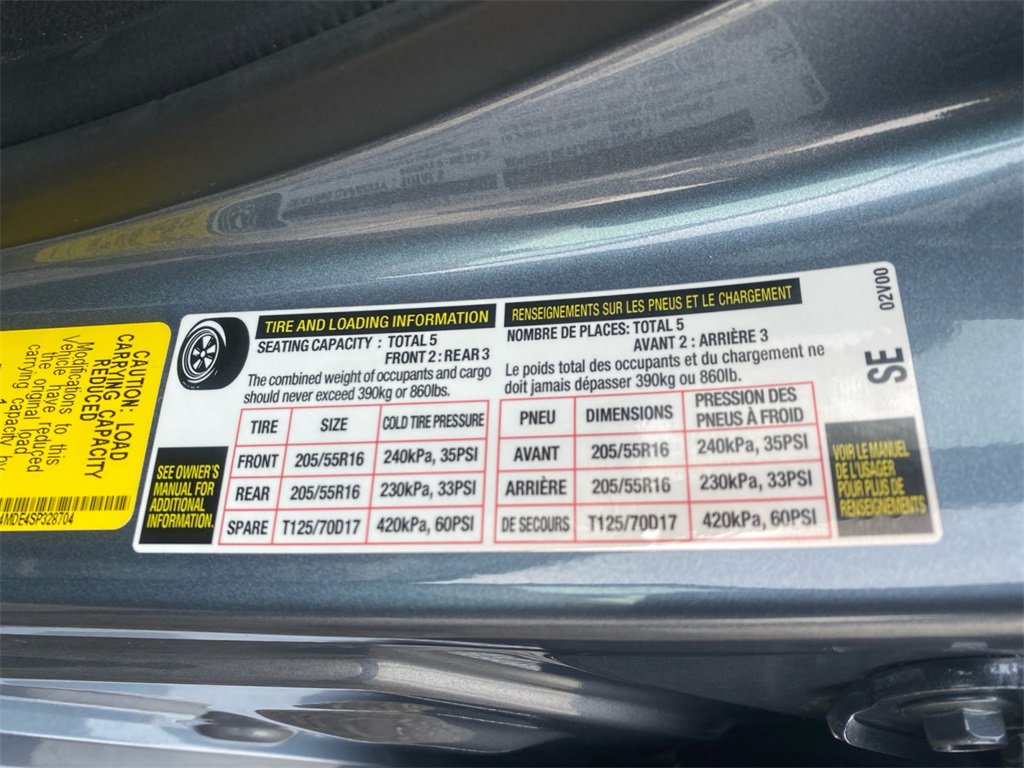 CAUTION: LOAD
CARRYING CAPACITY
REDUCED
Modifications to this
Vehicle have reduced
the original load
carrying capacity by
4MDE4SP328704
TIRE AND LOADING INFORMATION
SEATING CAPACITY : TOTAL 5
FRONT 2 : REAR 3
The combined weight of occupants and cargo
should never exceed 390kg or 860lbs.
TIRE SIZE COLD TIRE PRESSURE
FRONT 205/55R16 240kPa, 35PSI
REAR 205/55R16 230kPa, 33PSI
SPARE T125/70D17 420kPa, 60PSI
SEE OWNER'S
MANUAL FOR
ADDITIONAL
INFORMATION.
RENSEIGNEMENTS SUR LES PNEUS ET LE CHARGEMENT
NOMBRE DE PLACES: TOTAL 5
AVANT 2 : ARRIÈRE 3
Le poids total des occupants et du chargement ne
doit jamais dépasser 390kg ou 860lb.
PNEU DIMENSIONS PRESSION DES
PNEUS À FROID
AVANT 205/55R16 240kPa, 35PSI
ARRIÈRE 205/55R16 230kPa, 33PSI
DE SECOURS T125/70D17 420kPa, 60PSI
VOIR LE MANUEL
DE L'USAGER
POUR PLUS DE
RENSEIGNEMENTS
SE
02V00